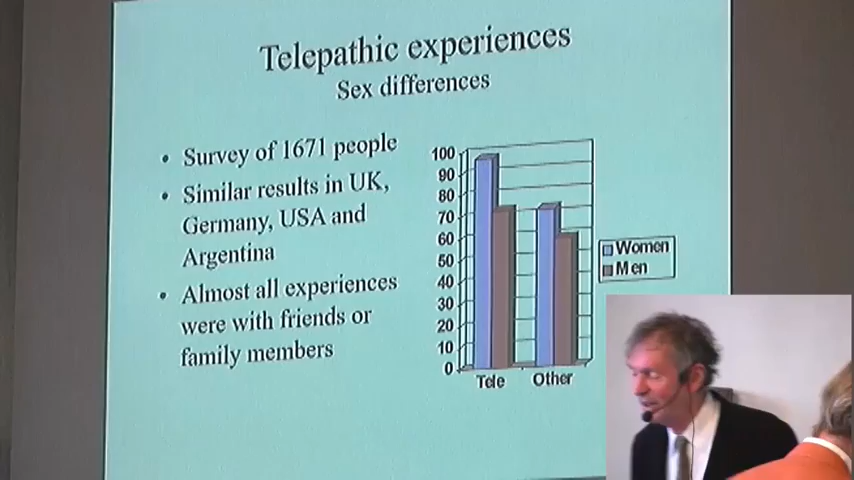 Telepathic experiences
Sex differences
• Survey of 1671 people
• Similar results in UK,
Germany, USA and
Argentina
• Almost all experiences
were with friends or
family members
100
90
80
70
60
50
40
30
20
10
0
Tele Other
Women
Men